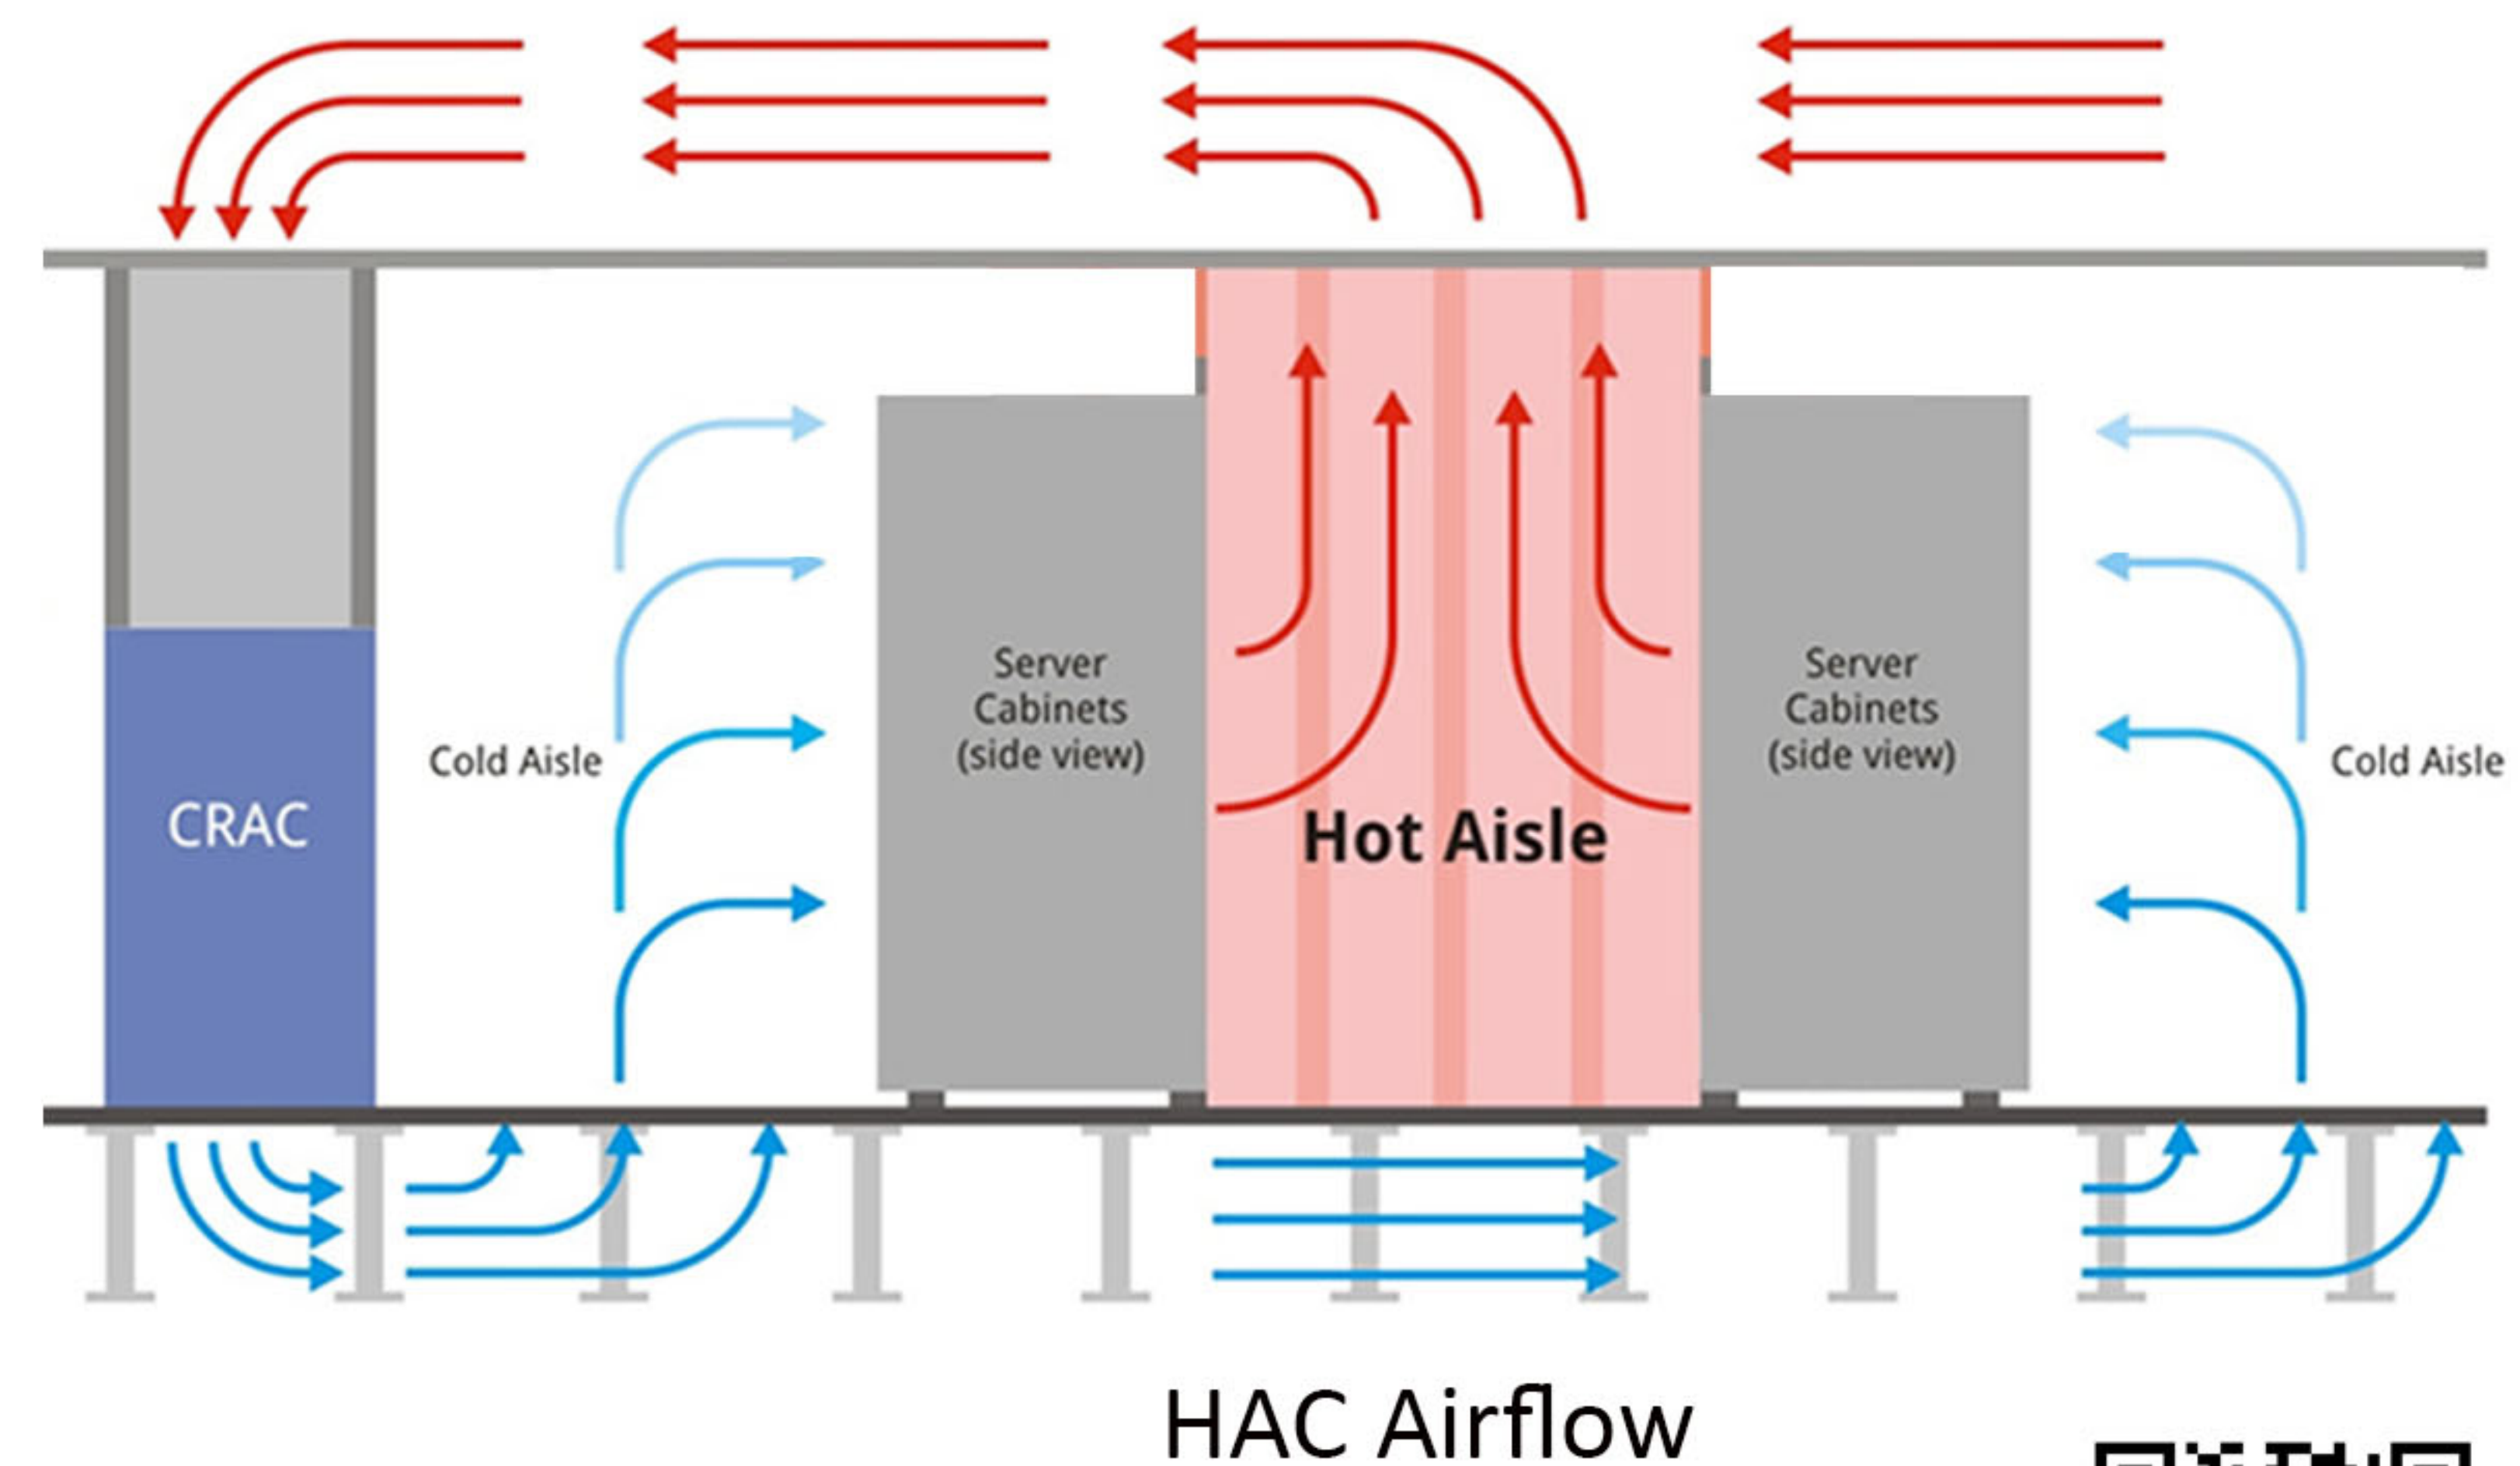 Server
Cabinets
(side view)
Server
Cabinets
(side view)
Cold Aisle
Cold Aisle
CRAC
Hot Aisle
HAC Airflow